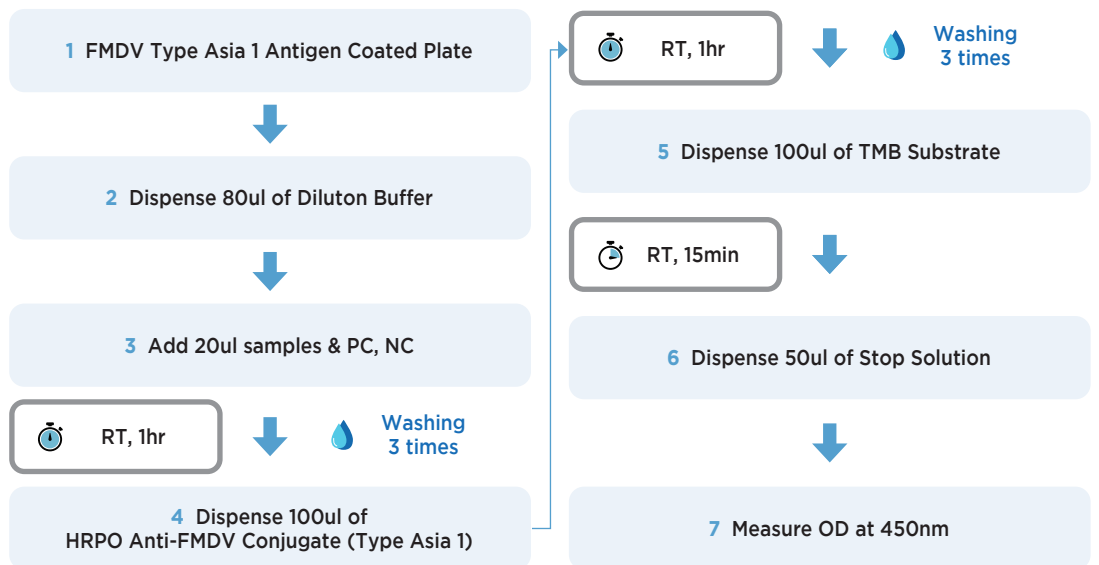 1 FMDV Type Asia 1 Antigen Coated Plate
2 Dispense 80ul of Diluton Buffer
3 Add 20ul samples & PC, NC
RT, 1hr
Washing
3 times
4 Dispense 100ul of
HRPO Anti-FMDV Conjugate (Type Asia 1)
RT, 1hr
Washing
3 times
5 Dispense 100ul of TMB Substrate
RT, 15min
6 Dispense 50ul of Stop Solution
7 Measure OD at 450nm